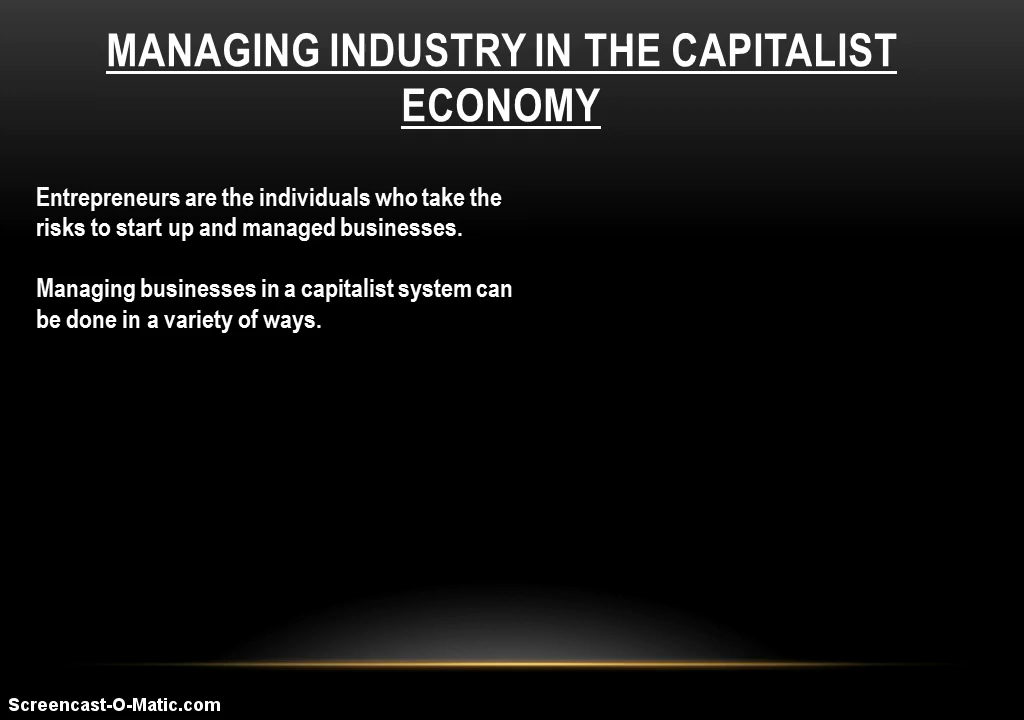 MANAGING INDUSTRY IN THE CAPITALIST
ECONOMY
Entrepreneurs are the individuals who take the
risks to start up and managed businesses.
Managing businesses in a capitalist system can
be done in a variety of ways.
Screencast-O-Matic.com